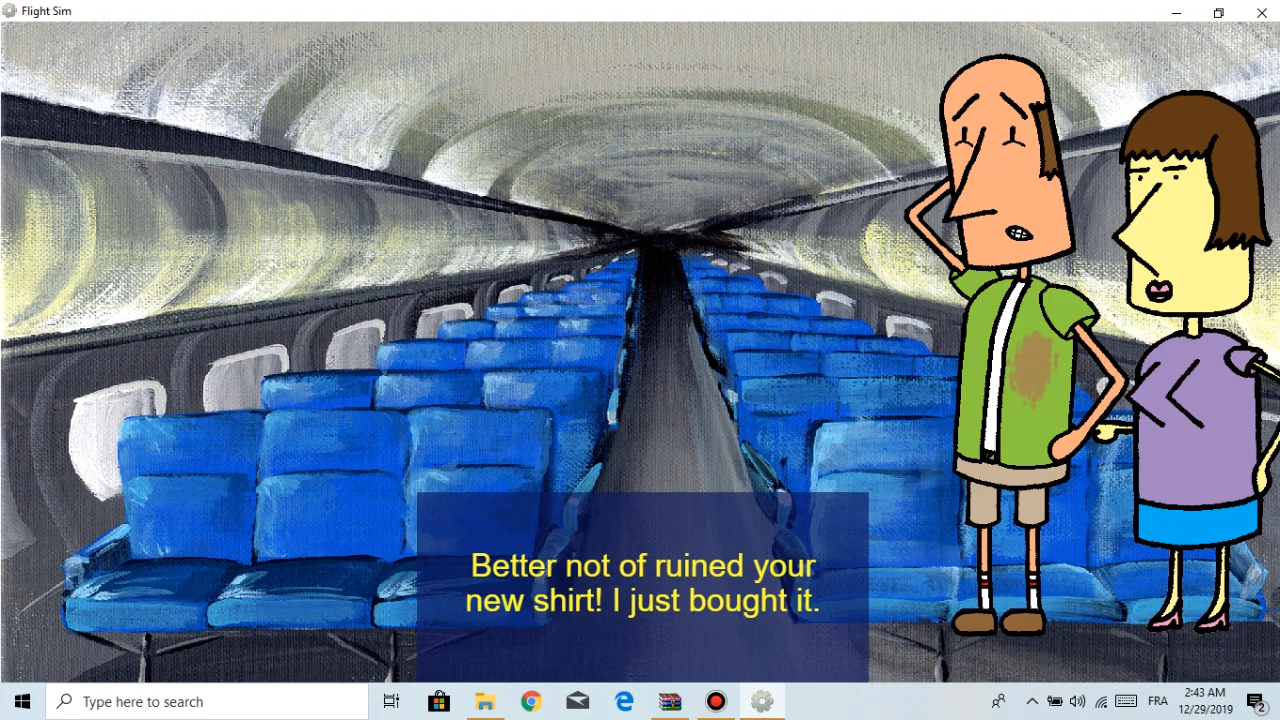 Flight Sim
Better not of ruined your
new shirt! I just bought it.
Type here to search
FRA
2:43 AM
12/29/2019
2